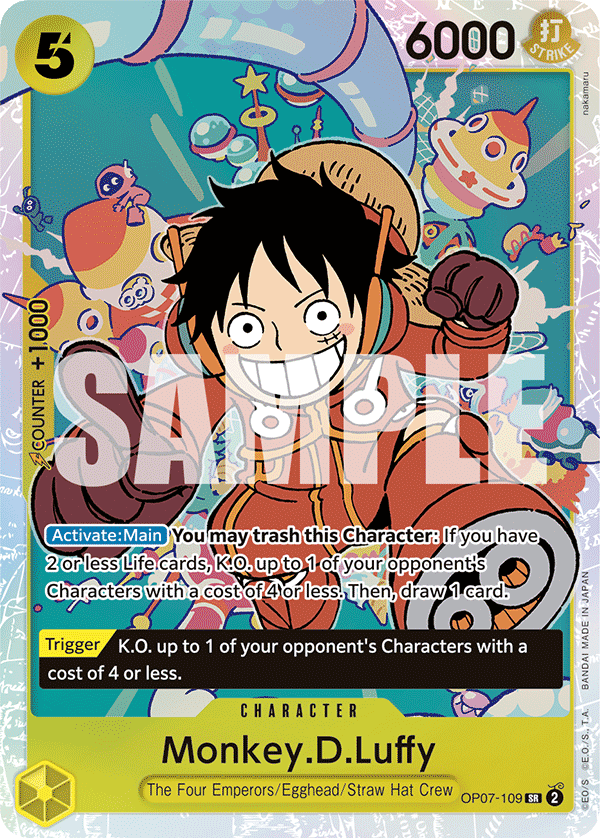 5
6000
打
STRIKE
nakamaru
COUNTER +1000
SAMPLE
Activate:Main You may trash this Character: If you have
2 or less Life cards, K.O. up to 1 of your opponent's
Characters with a cost of 4 or less. Then, draw 1 card.
Trigger K.O. up to 1 of your opponent's Characters with a
cost of 4 or less.
CHARACTER
Monkey.D.Luffy
The Four Emperors/Egghead/Straw Hat Crew
OP07-109 SR 2
©E.O/S ©E.O./S., T.A. BANDAI MADE IN JAPAN